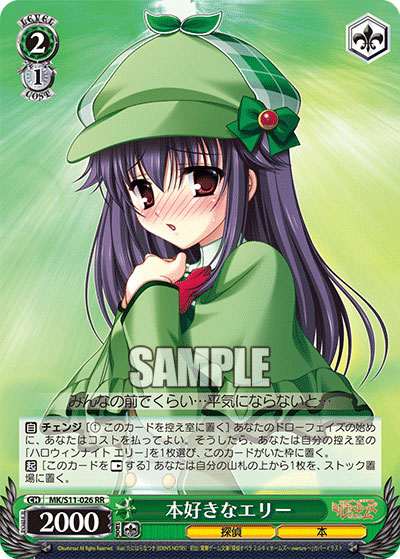 LEVEL
2
1
COST
SAMPLE
みんなの前でくらい…平気にならないと…
自 チェンジ [① このカードを控え室に置く] あなたのドローフェイズの始め
に、あなたはコストを払ってよい。そうしたら、あなたは自分の控え室の
「ハロウィンナイト エリー」を1枚選び、このカードがいた枠に置く。
起 [このカードを する] あなたは自分の山札の上から1枚を、ストック
置場に置く。
CH MK/S11-026 RR
本好きなエリー
2000
探偵
本